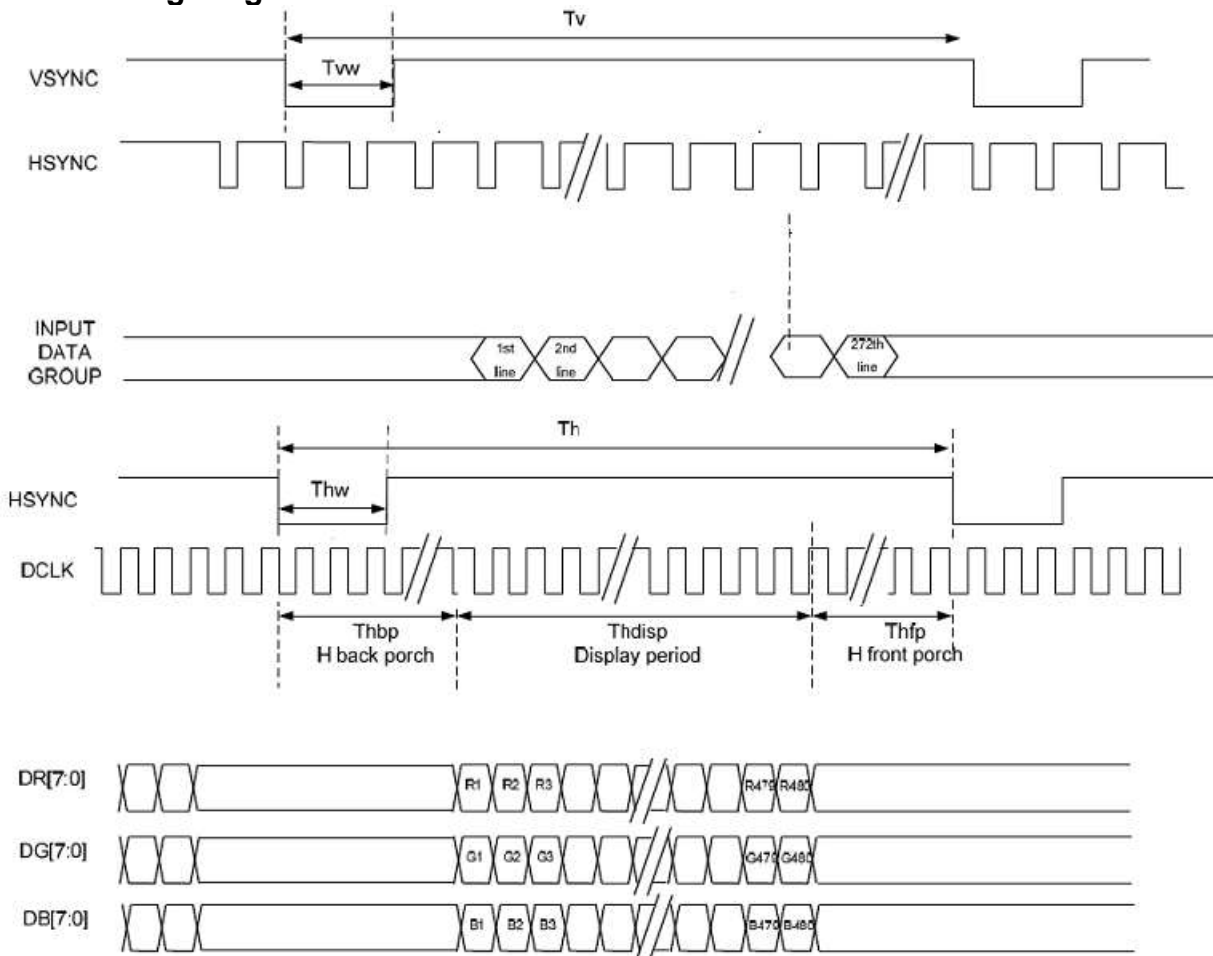 Tv
Tvw
VSYNC
HSYNC
INPUT
DATA
GROUP
1st
line
2nd
line
272th
line
Th
Thw
HSYNC
DCLK
Thbp
H back porch
Thdisp
Display period
Thfp
H front porch
DR[7:0]
R1 R2 R3 R479 R480
DG[7:0]
G1 G2 G3 G479 G480
DB[7:0]
B1 B2 B3 B479 B480